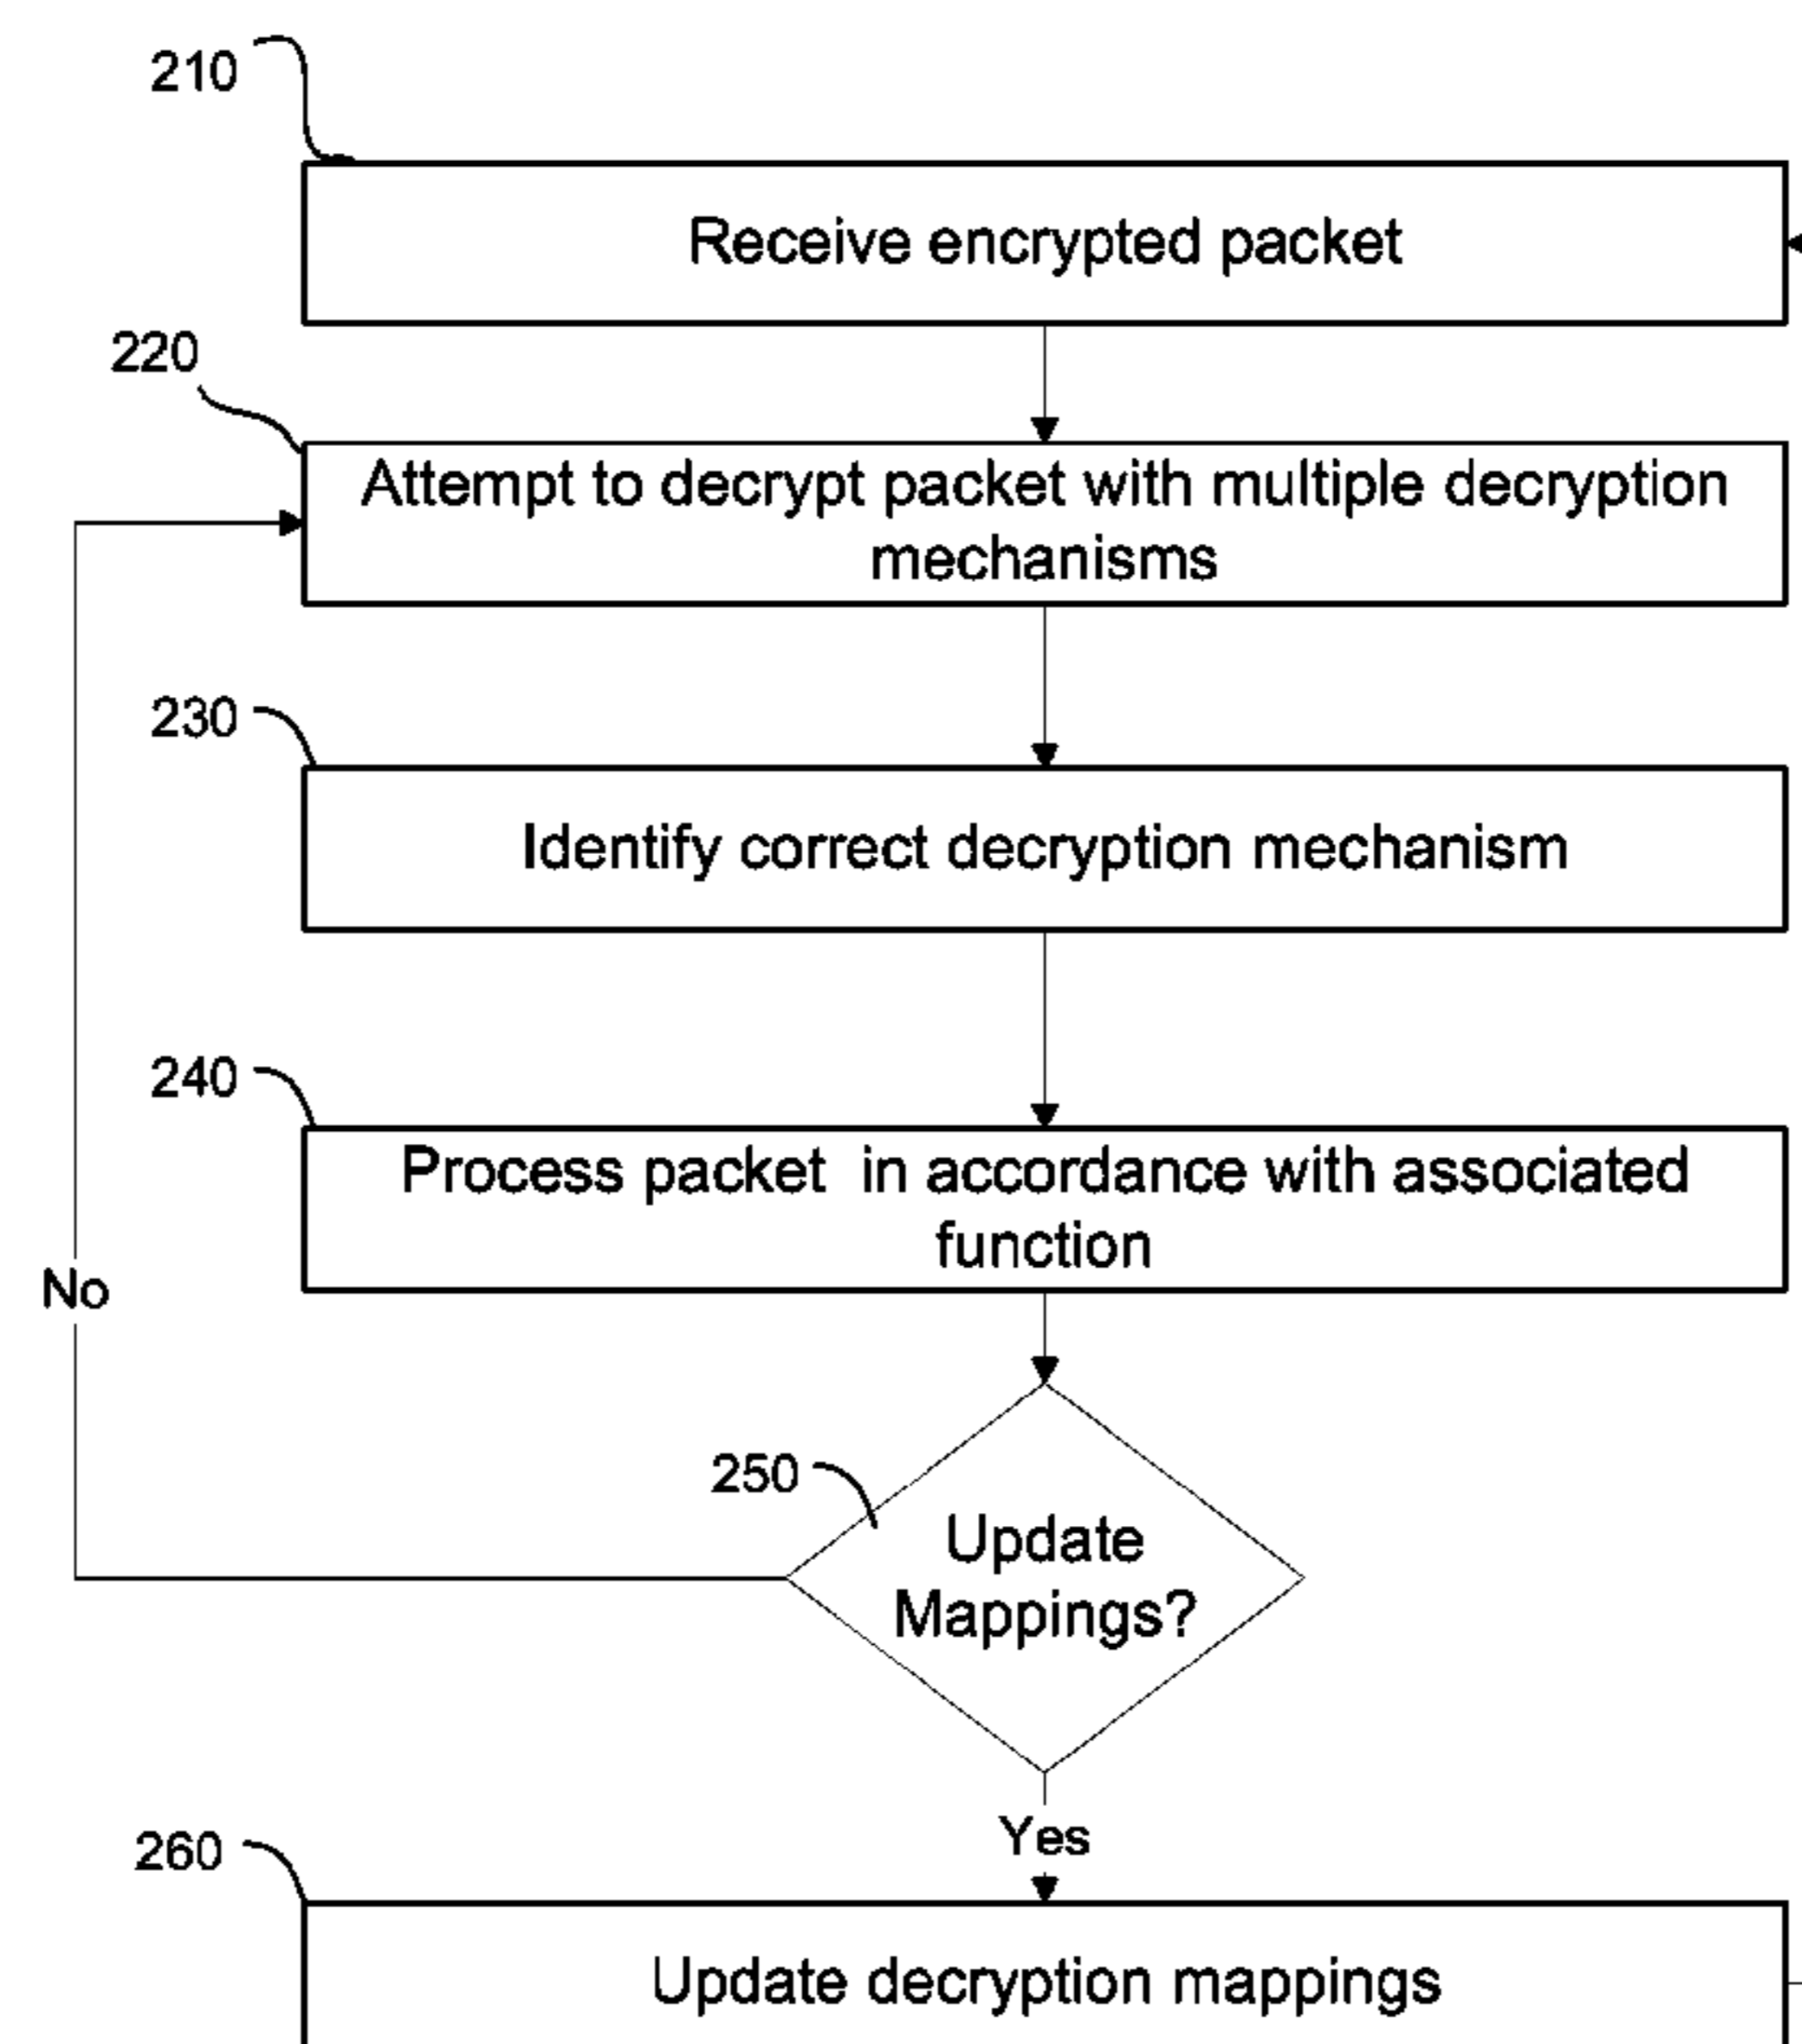 210
Receive encrypted packet
220
Attempt to decrypt packet with multiple decryption
mechanisms
230
Identify correct decryption mechanism
240
Process packet  in accordance with associated
function
No
250
Update
Mappings?
Yes
260
Update decryption mappings